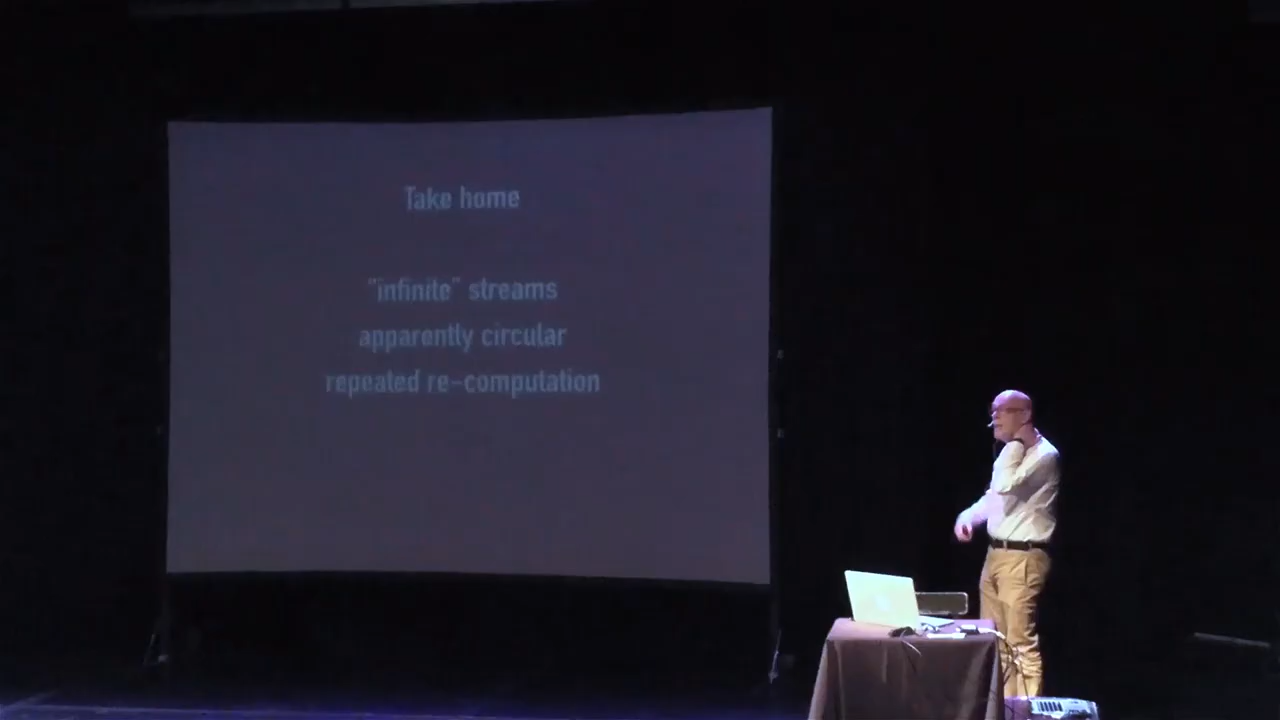 Take home
"infinite" streams
apparently circular
repeated re-computation